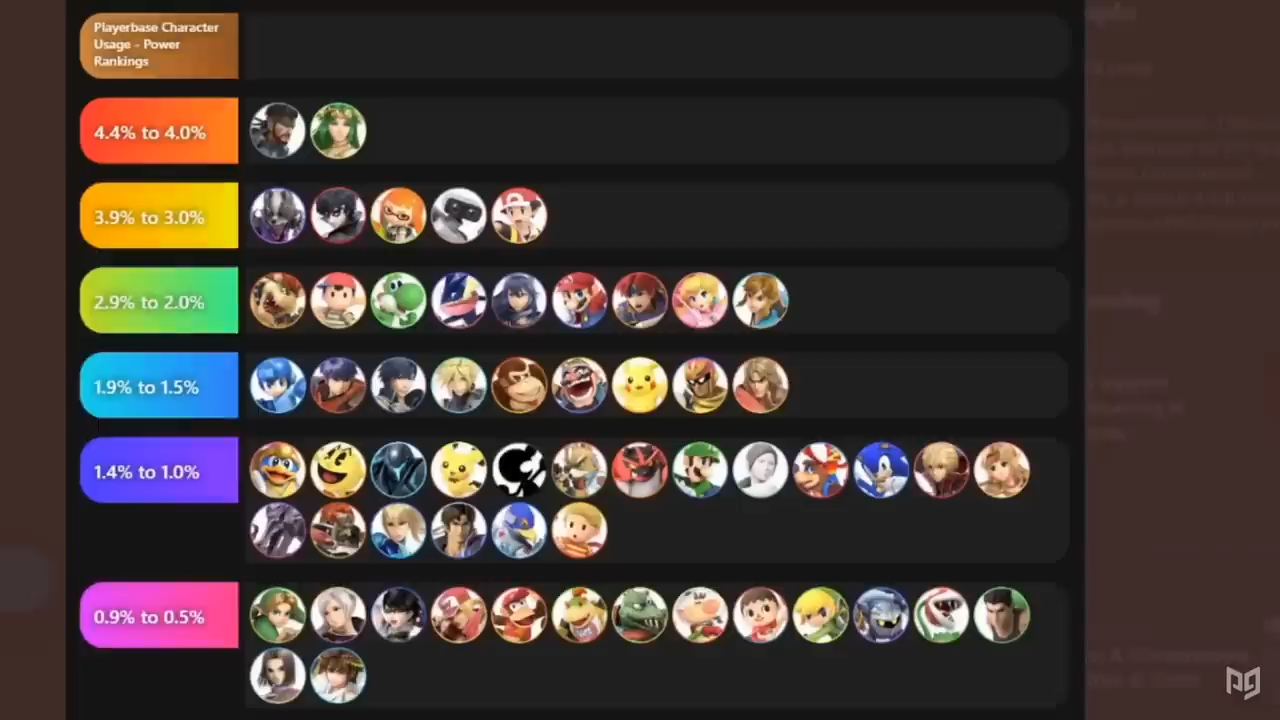 Playerbase Character
Usage - Power
Rankings
4.4% to 4.0%
3.9% to 3.0%
2.9% to 2.0%
1.9% to 1.5%
1.4% to 1.0%
0.9% to 0.5%